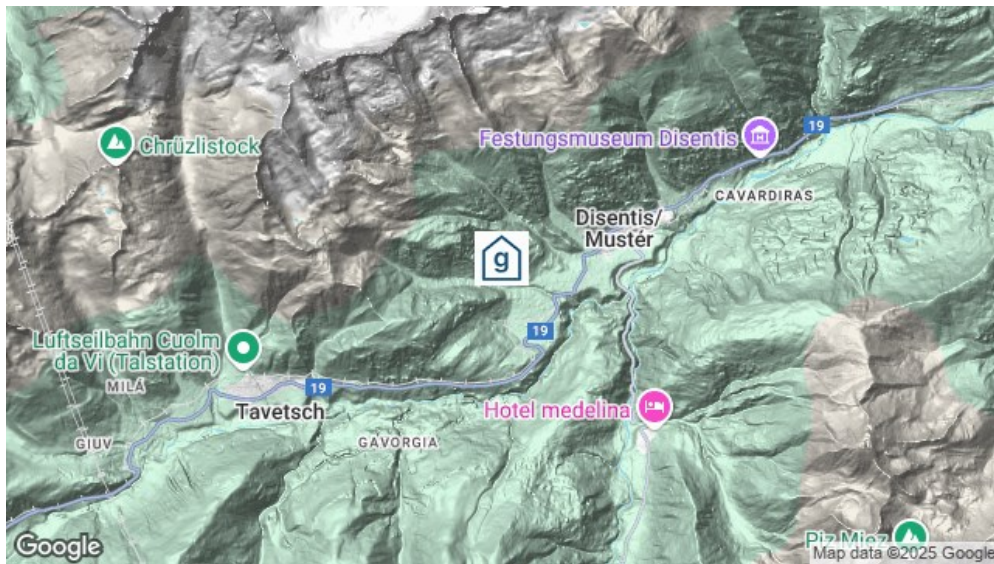 Chrüzlistock
Festungsmuseum Disentis
19
CAVARDIRAS
Disentis/
Mustér
g
19
Luftseilbahn Cuolm
da Vi (Talstation)
MILÁ
19
Tavetsch
Hotel medelina
GIUV
GAVORGIA
Piz Miez
Google
Map data ©2025 Google